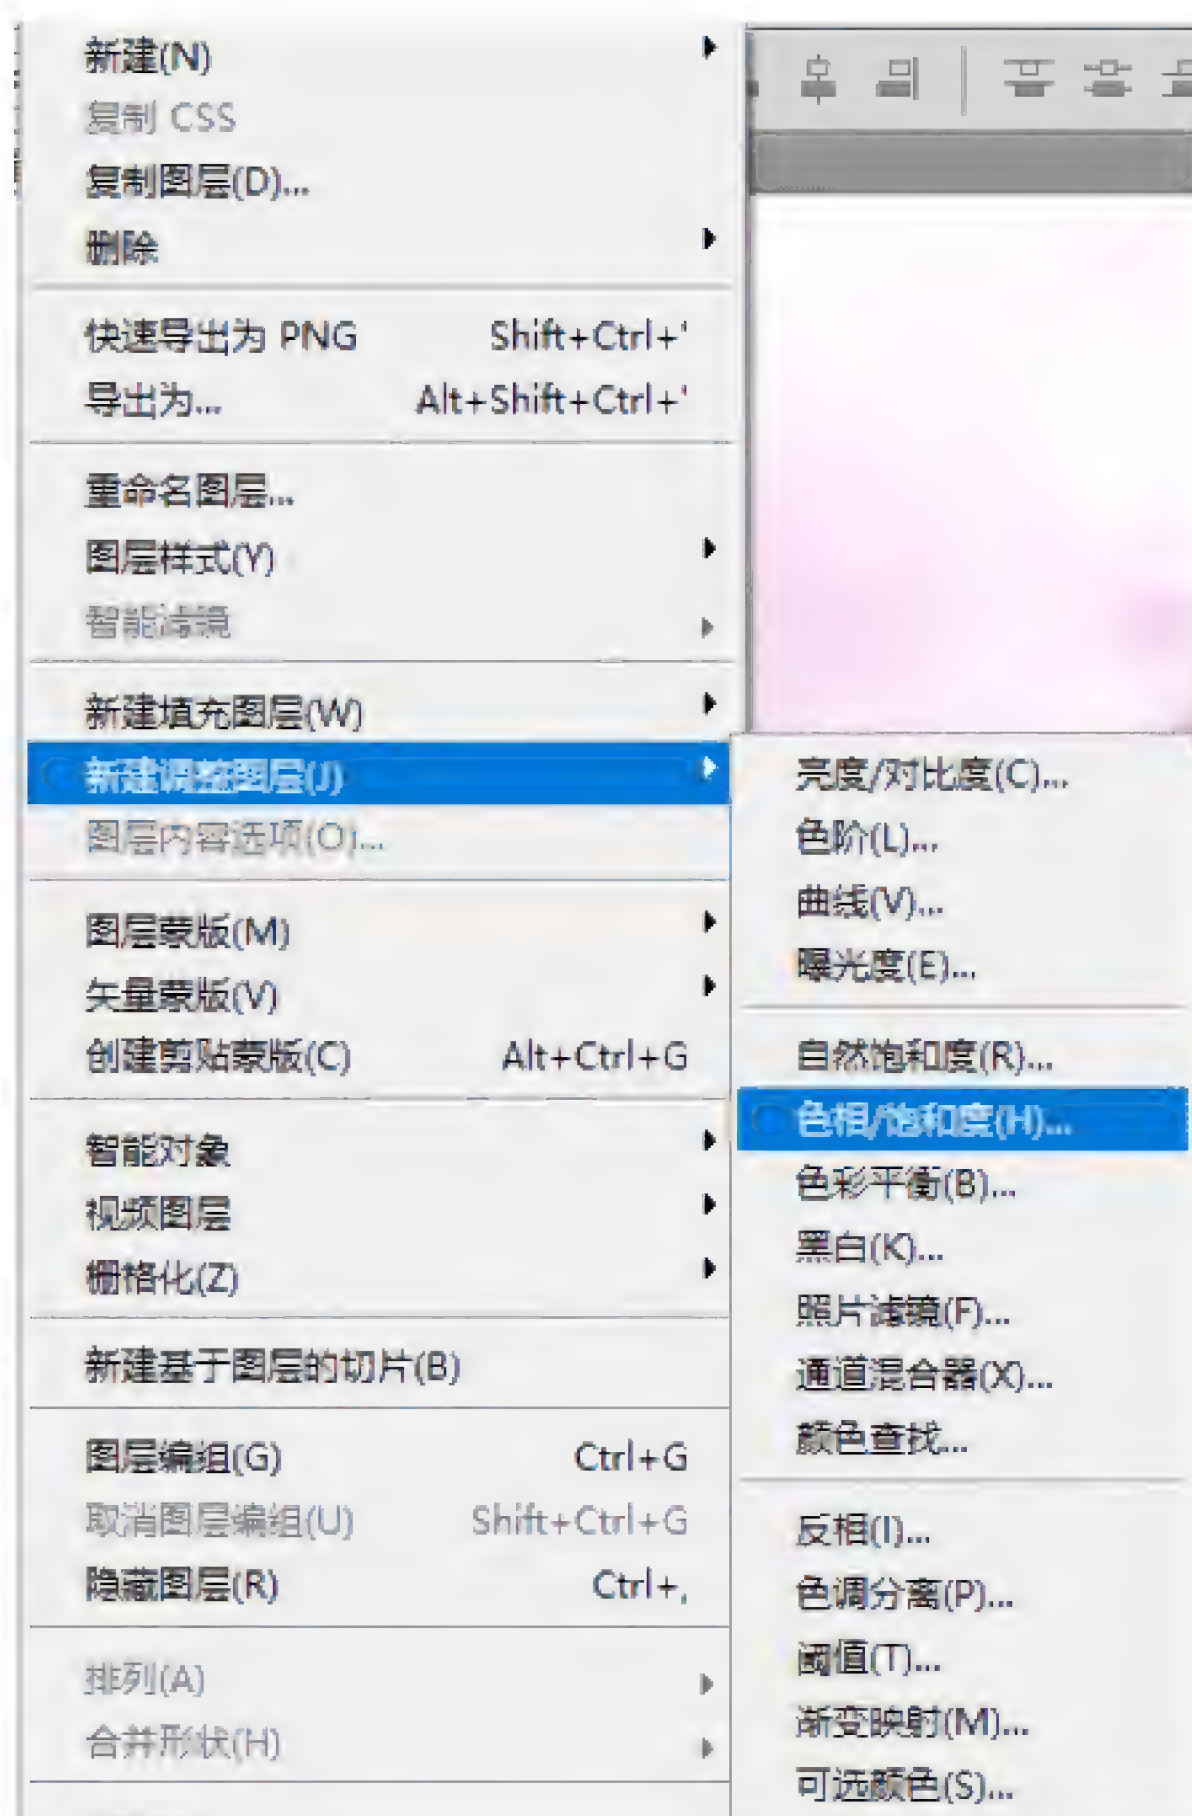 新建(N)
复制 CSS
复制图层(D)...
删除
快速导出为 PNG Shift+Ctrl+'
导出为... Alt+Shift+Ctrl+'
重命名图层...
图层样式(Y)
智能滤镜
新建填充图层(W)
新建调整图层(J)
图层内容选项(O)...
图层蒙版(M)
矢量蒙版(V)
创建剪贴蒙版(C) Alt+Ctrl+G
智能对象
视频图层
栅格化(Z)
新建基于图层的切片(B)
图层编组(G) Ctrl+G
取消图层编组(U) Shift+Ctrl+G
隐藏图层(R) Ctrl+,
排列(A)
合并形状(H)
亮度/对比度(C)...
色阶(L)...
曲线(V)...
曝光度(E)...
自然饱和度(R)...
色相/饱和度(H)...
色彩平衡(B)...
黑白(K)...
照片滤镜(F)...
通道混合器(X)...
颜色查找...
反相(I)...
色调分离(P)...
阈值(T)...
渐变映射(M)...
可选颜色(S)...